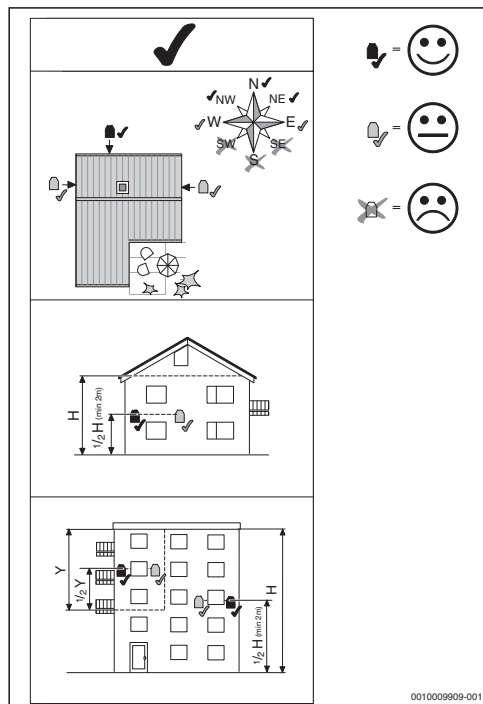 N
NW
NE
W
E
SW
SE
S
=
=
=
H
1/2 H (min 2m)
Y
1/2 Y
H
1/2 H (min 2m)
0010009909-001